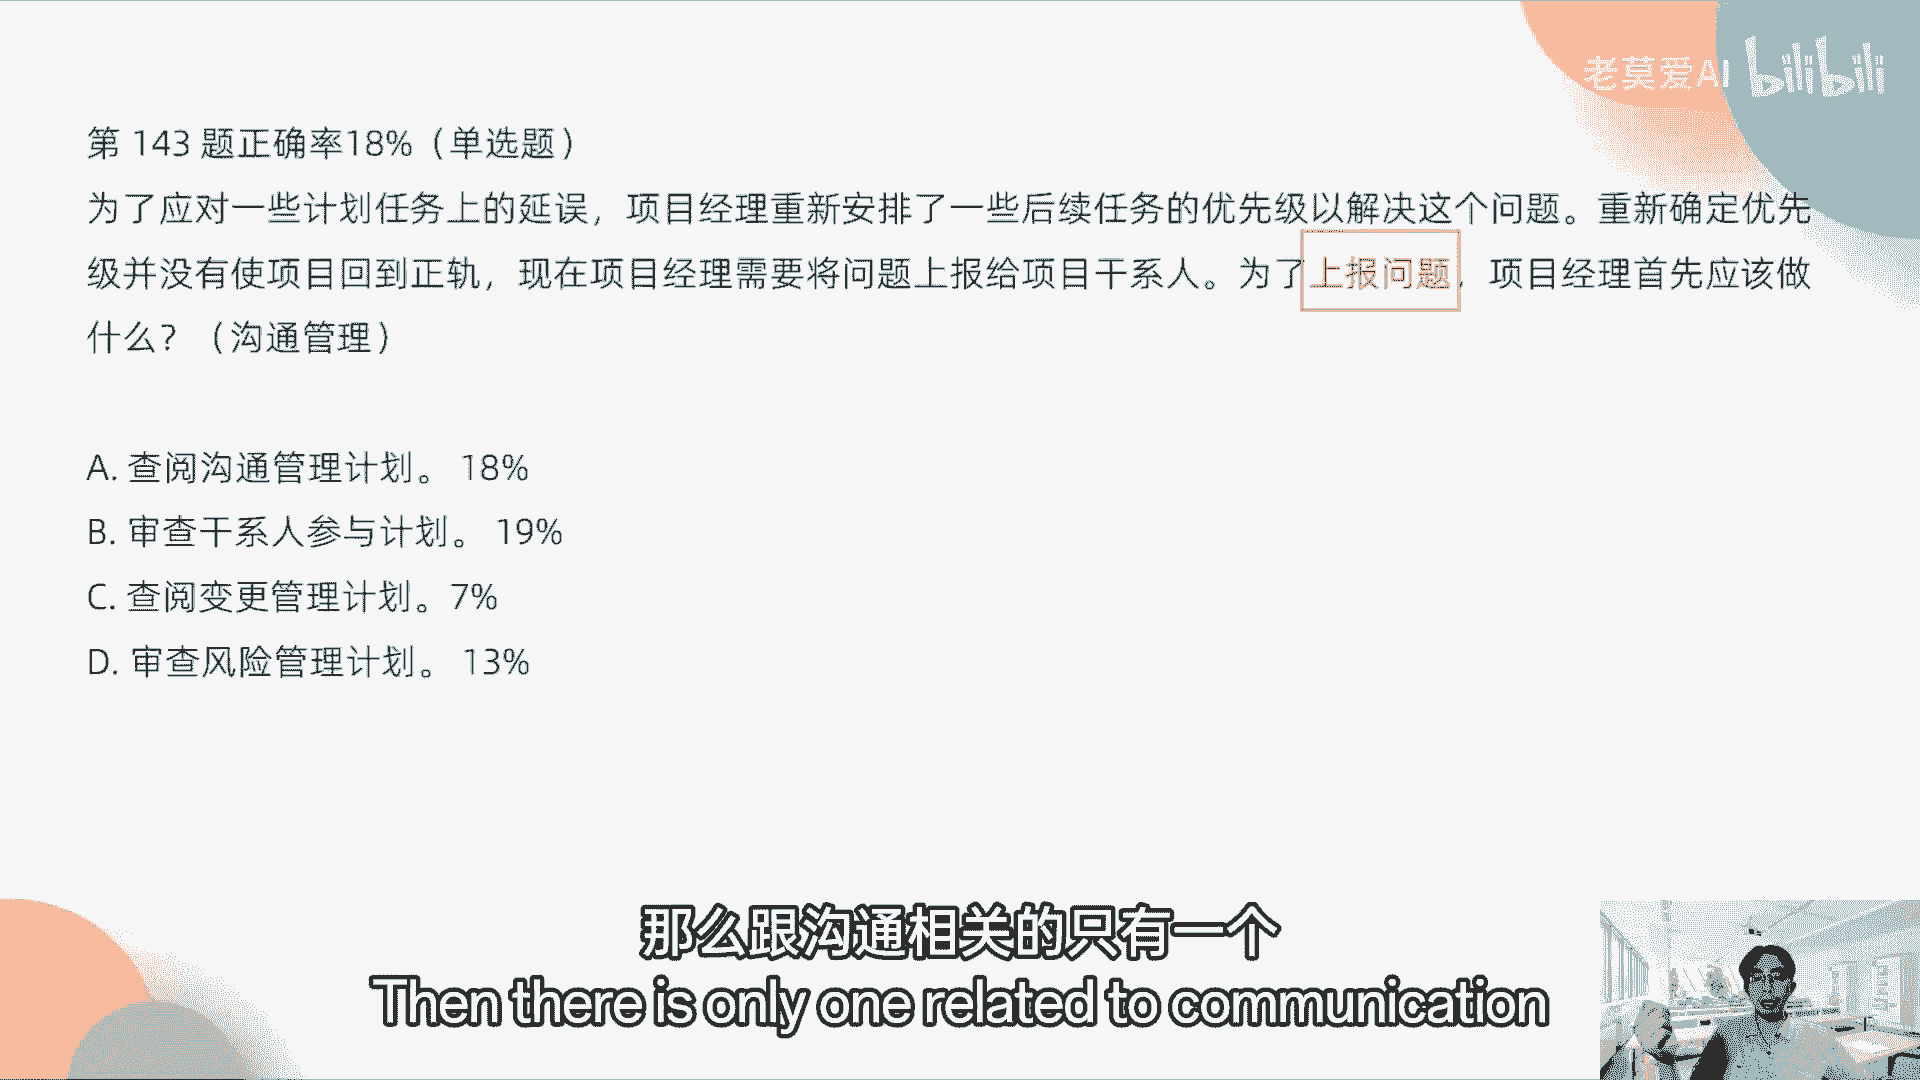 老莫爱AI bilibili
第 143 题正确率18%（单选题）
为了应对一些计划任务上的延误，项目经理重新安排了一些后续任务的优先级以解决这个问题。重新确定优先
级并没有使项目回到正轨，现在项目经理需要将问题上报给项目干系人。为了上报问题，项目经理首先应该做
什么？（沟通管理）
A. 查阅沟通管理计划。 18%
B. 审查干系人参与计划。 19%
C. 查阅变更管理计划。7%
D. 审查风险管理计划。 13%
那么跟沟通相关的只有一个
Then there is only one related to communication